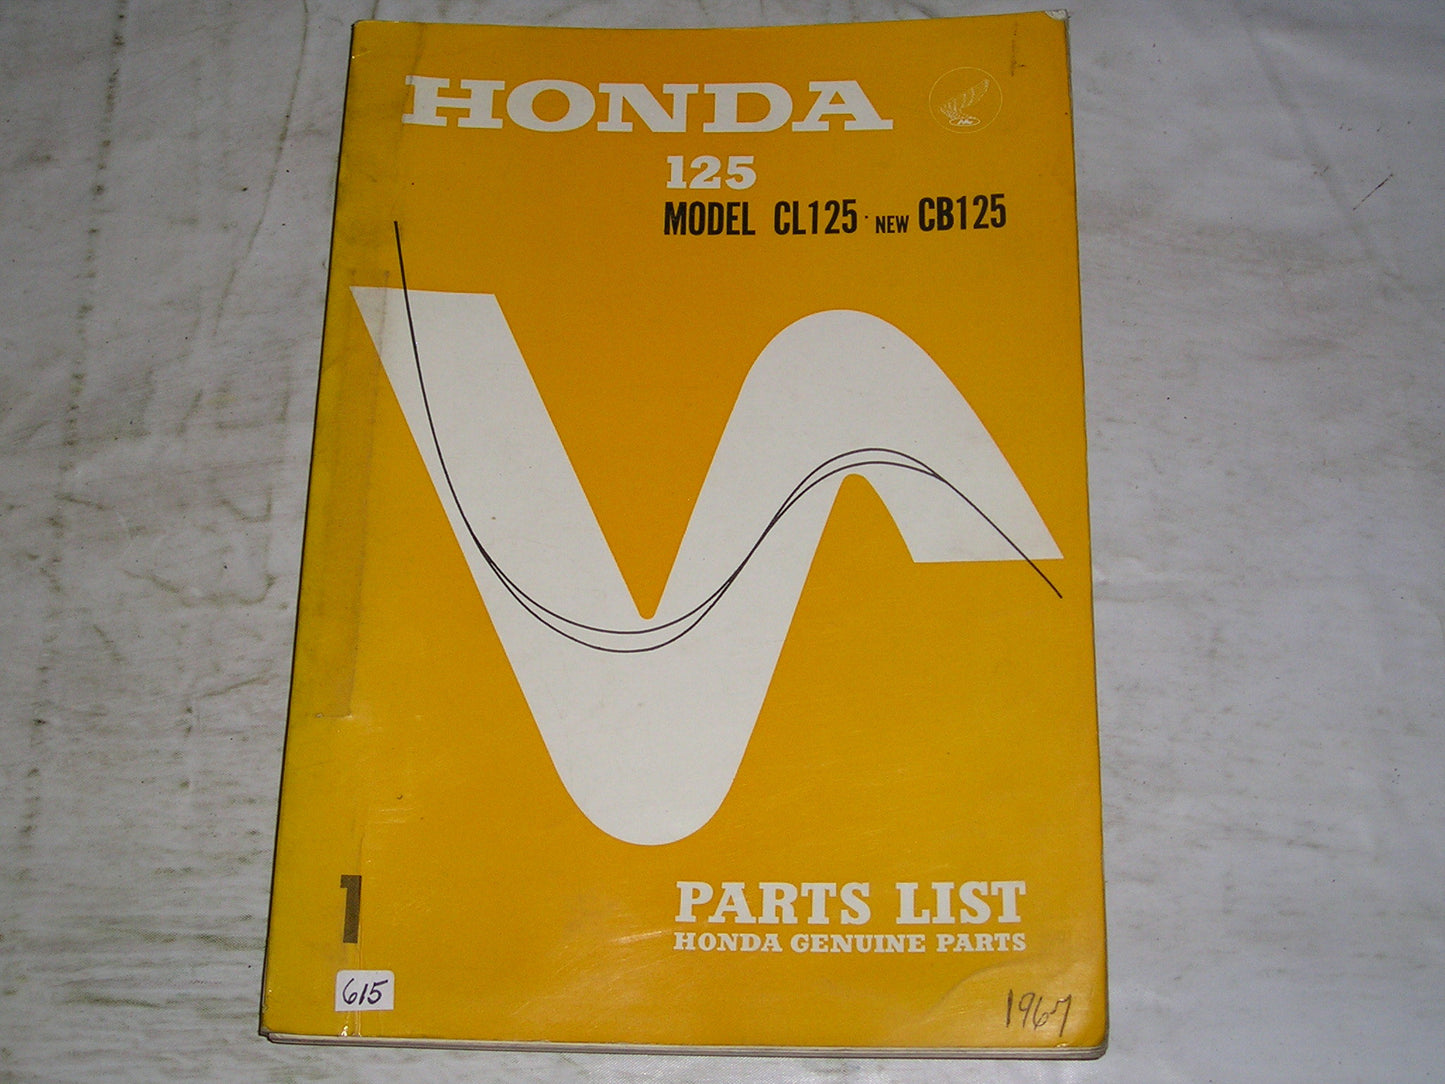 HONDA
125
MODEL CL125 · NEW CB125
1
PARTS LIST
HONDA GENUINE PARTS
615
1967